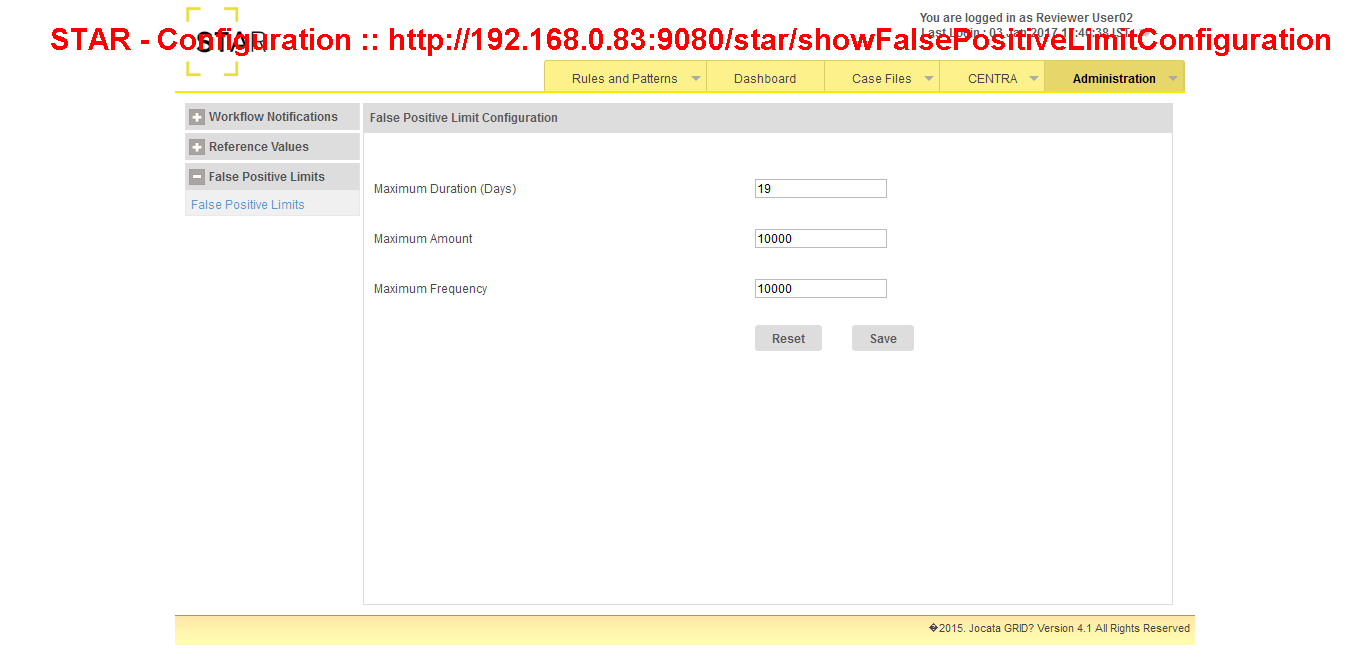 You are logged in as Reviewer User02
STAR
STAR - Configuration :: http://192.168.0.83:9080/star/showFalsePositiveLimitConfiguration
Last Login : 03 Jan 2017 17:40:38 IST
Rules and Patterns
Dashboard
Case Files
CENTRA
Administration
Workflow Notifications
Reference Values
False Positive Limits
False Positive Limits
False Positive Limit Configuration
Maximum Duration (Days)
19
Maximum Amount
10000
Maximum Frequency
10000
Reset
Save
�2015. Jocata GRID? Version 4.1 All Rights Reserved